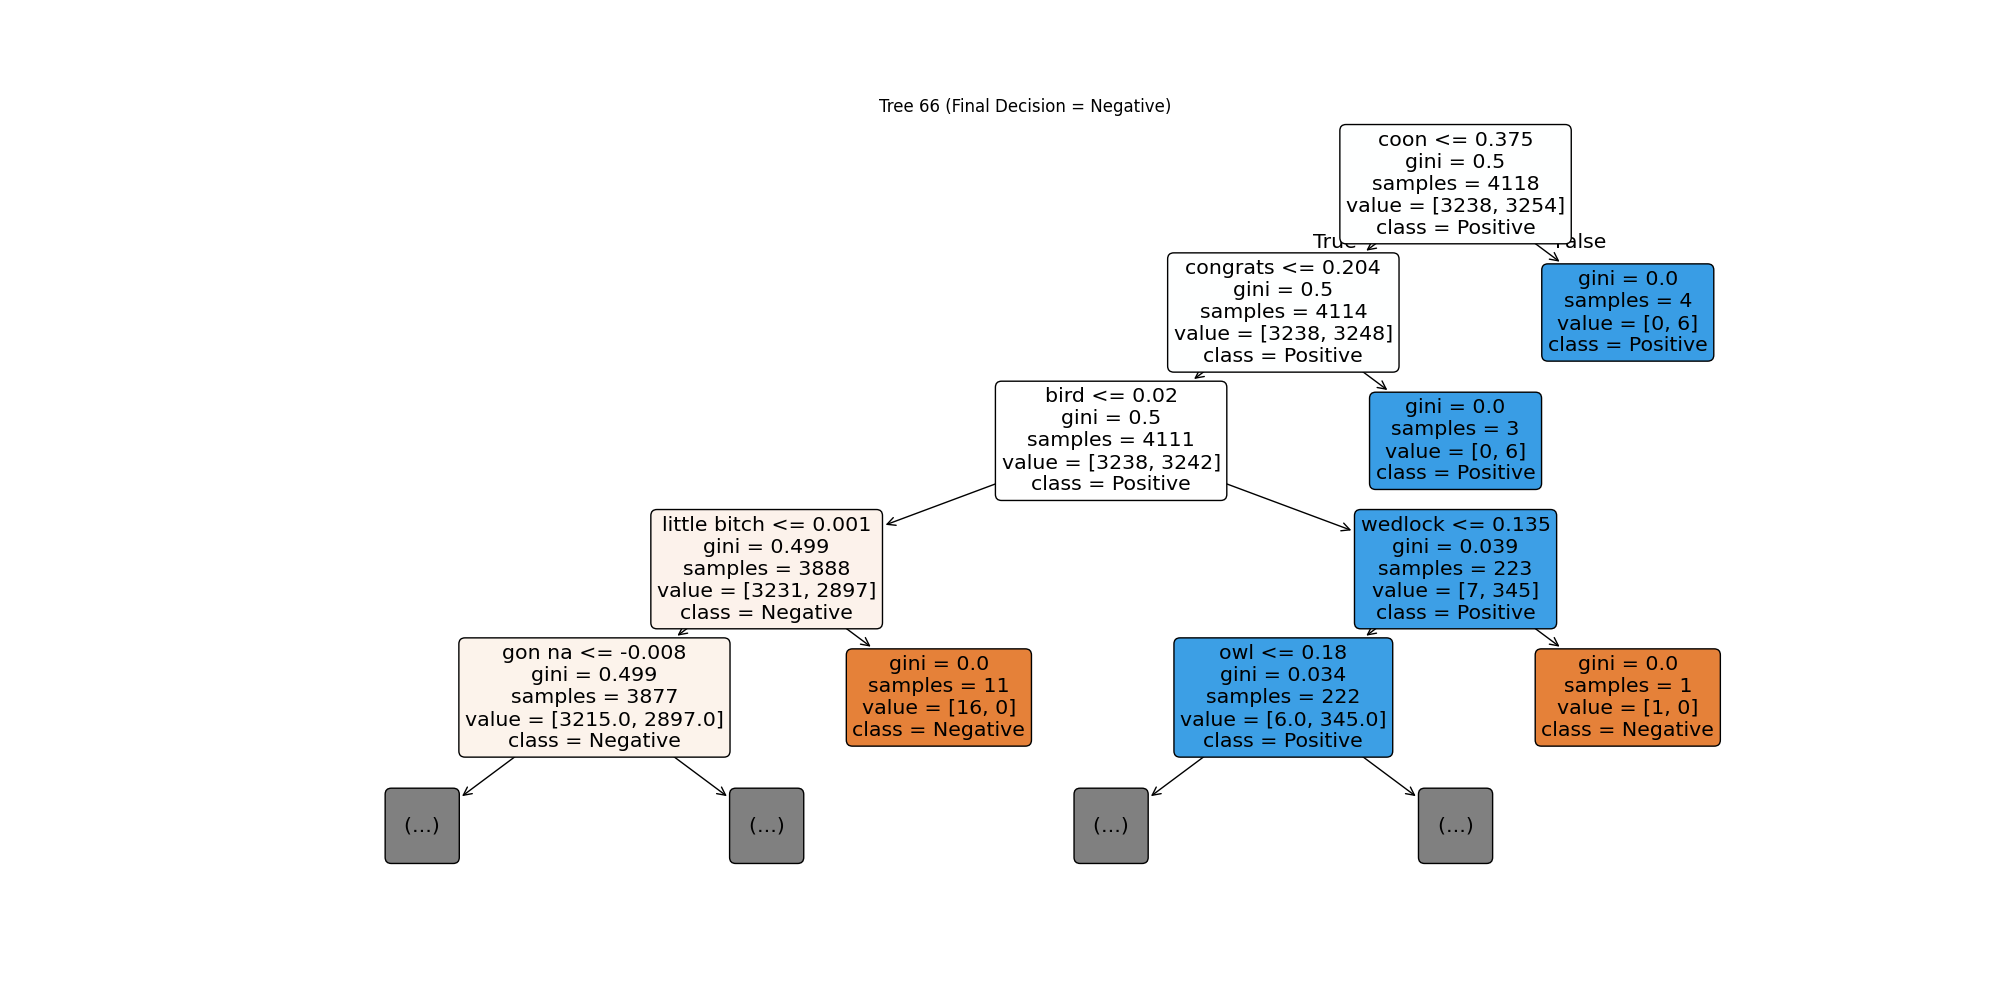 Tree 66 (Final Decision = Negative)
coon <= 0.375
gini = 0.5
samples = 4118
value = [3238, 3254]
class = Positive
True
False
congrats <= 0.204
gini = 0.5
samples = 4114
value = [3238, 3248]
class = Positive
gini = 0.0
samples = 4
value = [0, 6]
class = Positive
bird <= 0.02
gini = 0.5
samples = 4111
value = [3238, 3242]
class = Positive
gini = 0.0
samples = 3
value = [0, 6]
class = Positive
little bitch <= 0.001
gini = 0.499
samples = 3888
value = [3231, 2897]
class = Negative
wedlock <= 0.135
gini = 0.039
samples = 223
value = [7, 345]
class = Positive
gon na <= -0.008
gini = 0.499
samples = 3877
value = [3215.0, 2897.0]
class = Negative
gini = 0.0
samples = 11
value = [16, 0]
class = Negative
owl <= 0.18
gini = 0.034
samples = 222
value = [6.0, 345.0]
class = Positive
gini = 0.0
samples = 1
value = [1, 0]
class = Negative
(...)
(...)
(...)
(...)